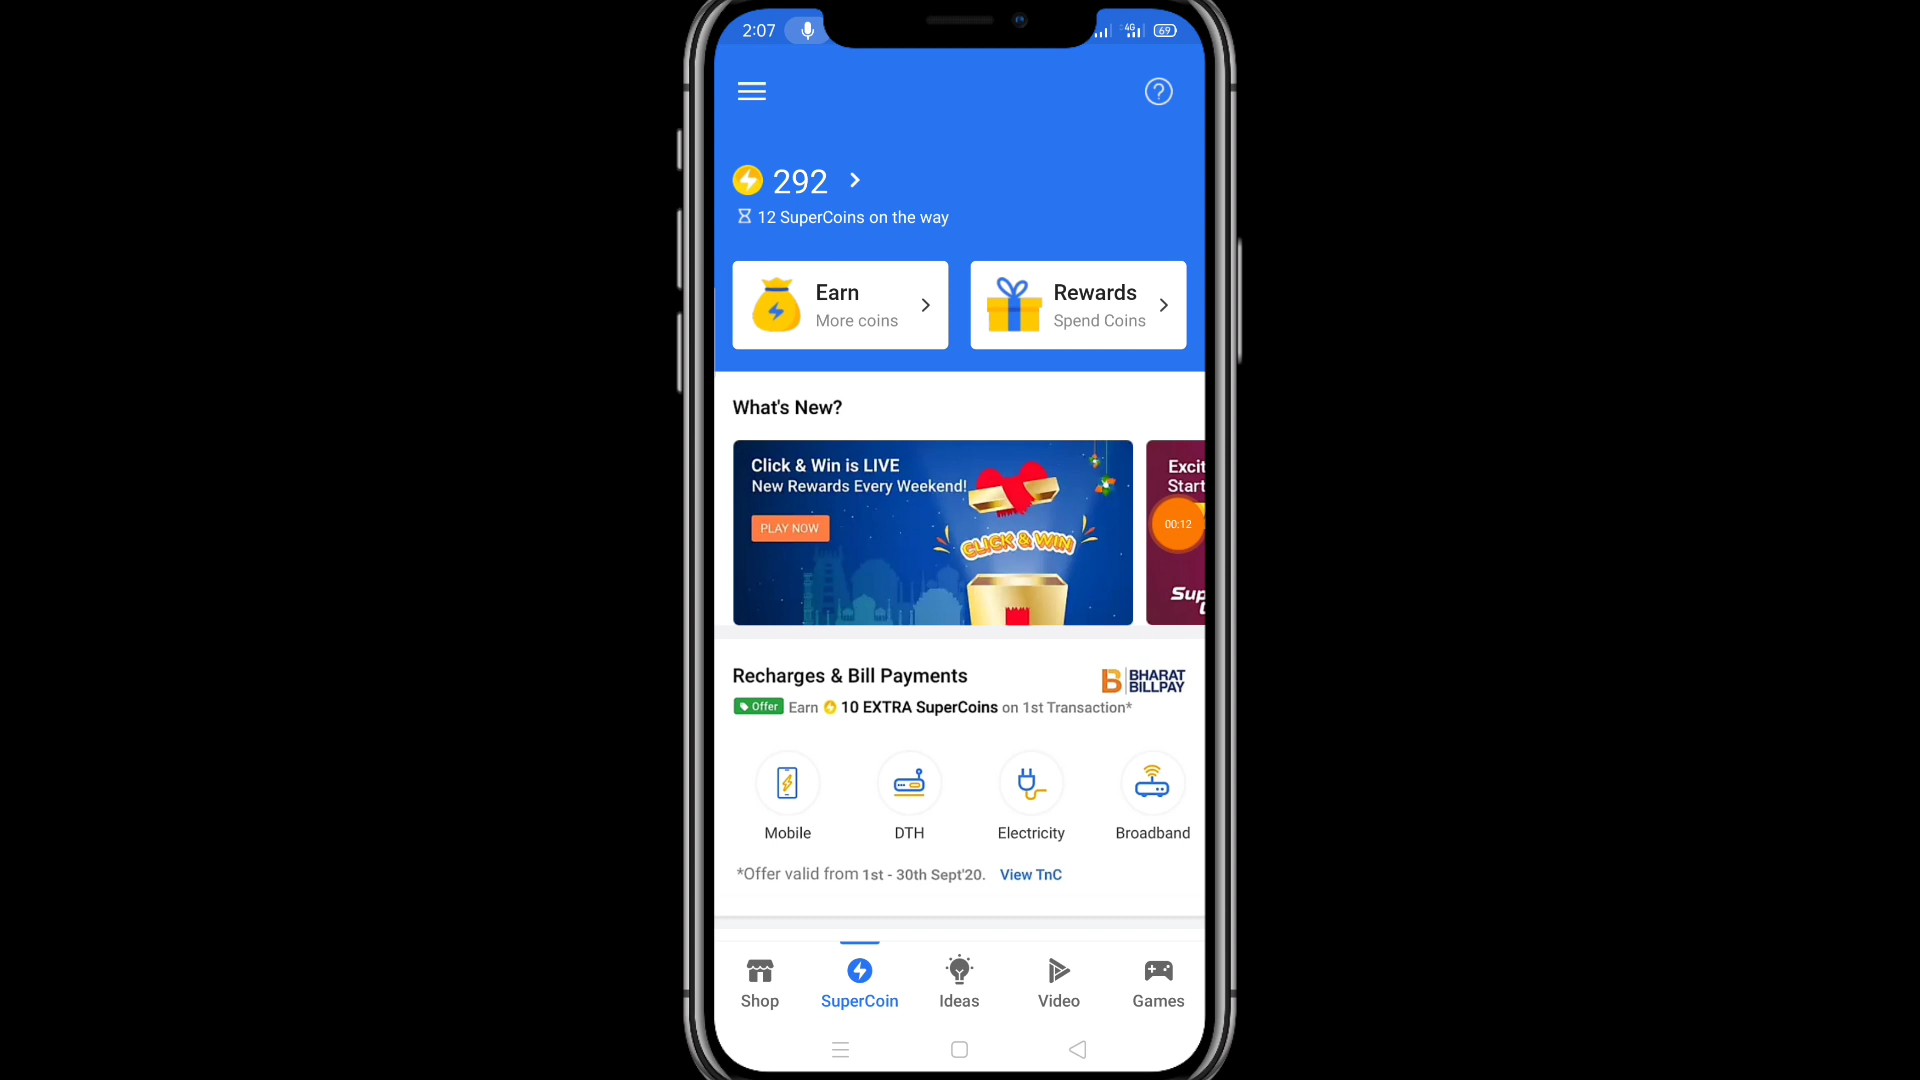 2:07
4G
69
292
12 SuperCoins on the way
Earn
More coins
Rewards
Spend Coins
What's New?
Click & Win is LIVE
New Rewards Every Weekend!
PLAY NOW
CLICK & WIN
Excit
Start
00:12
Sup
Recharges & Bill Payments
BHARAT
BILLPAY
Offer Earn 10 EXTRA SuperCoins on 1st Transaction*
Mobile
DTH
Electricity
Broadband
*Offer valid from 1st - 30th Sept'20. View TnC
Shop
SuperCoin
Ideas
Video
Games